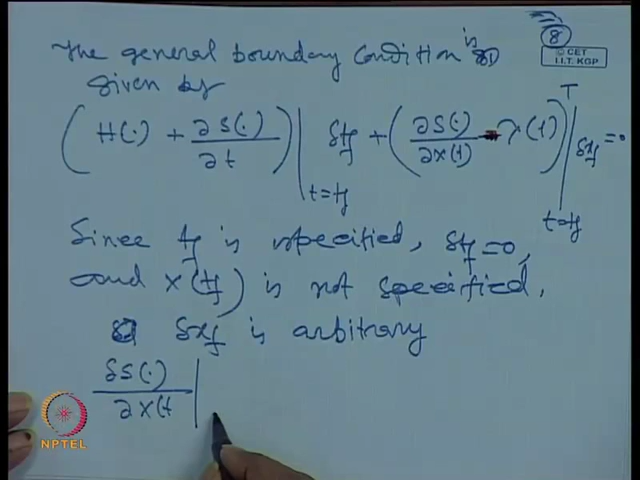 8
© CET
I.I.T. KGP
The general boundary condition is
given by
( H(·) + ∂S(·)/∂t ) | t=tf δtf + ( ∂S(·)/∂x(t) - λ(t) )ᵀ | t=tf δxf = 0
Since tf is specified, δtf = 0,
and x(tf) is not specified,
δxf is arbitrary
∂S(·)/∂x(t |
NPTEL